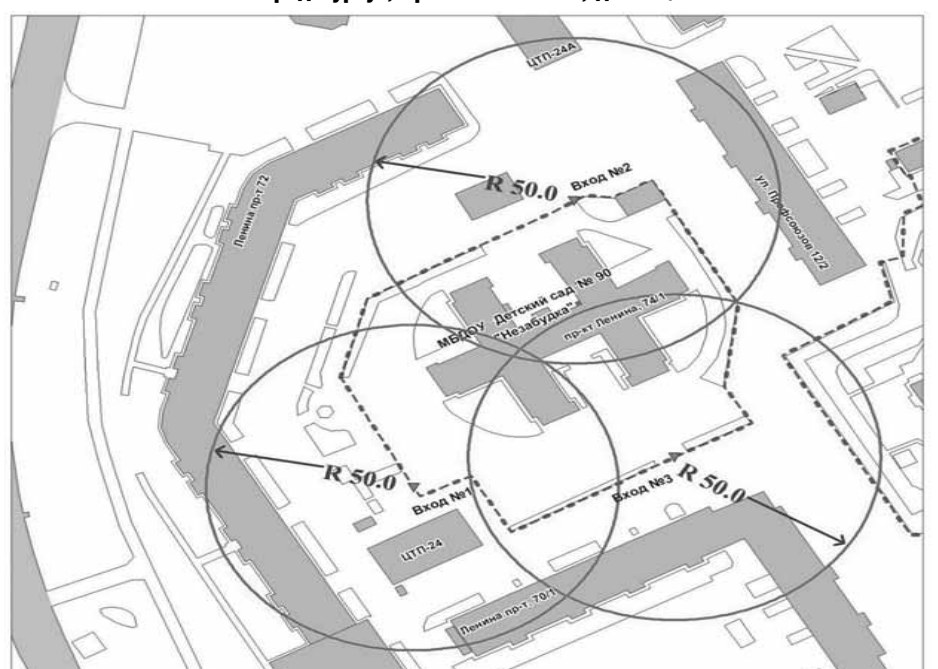 ЦТП-24А
Ленина пр-т 72
R 50.0
Вход №2
ул. Профсоюзов 12/2
МБДОУ Детский сад № 90
"Незабудка"
пр-кт Ленина, 74/1
R 50.0
Вход №1
Вход №3
R 50.0
ЦТП-24
Ленина пр-т. 70/1